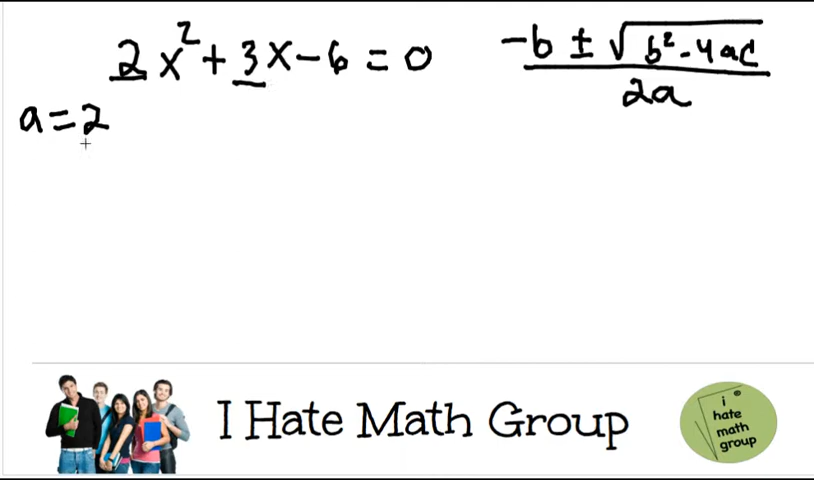 2x² + 3x - 6 = 0
-b ± √b² - 4ac
2a
a = 2
I Hate Math Group
i
hate
math
group